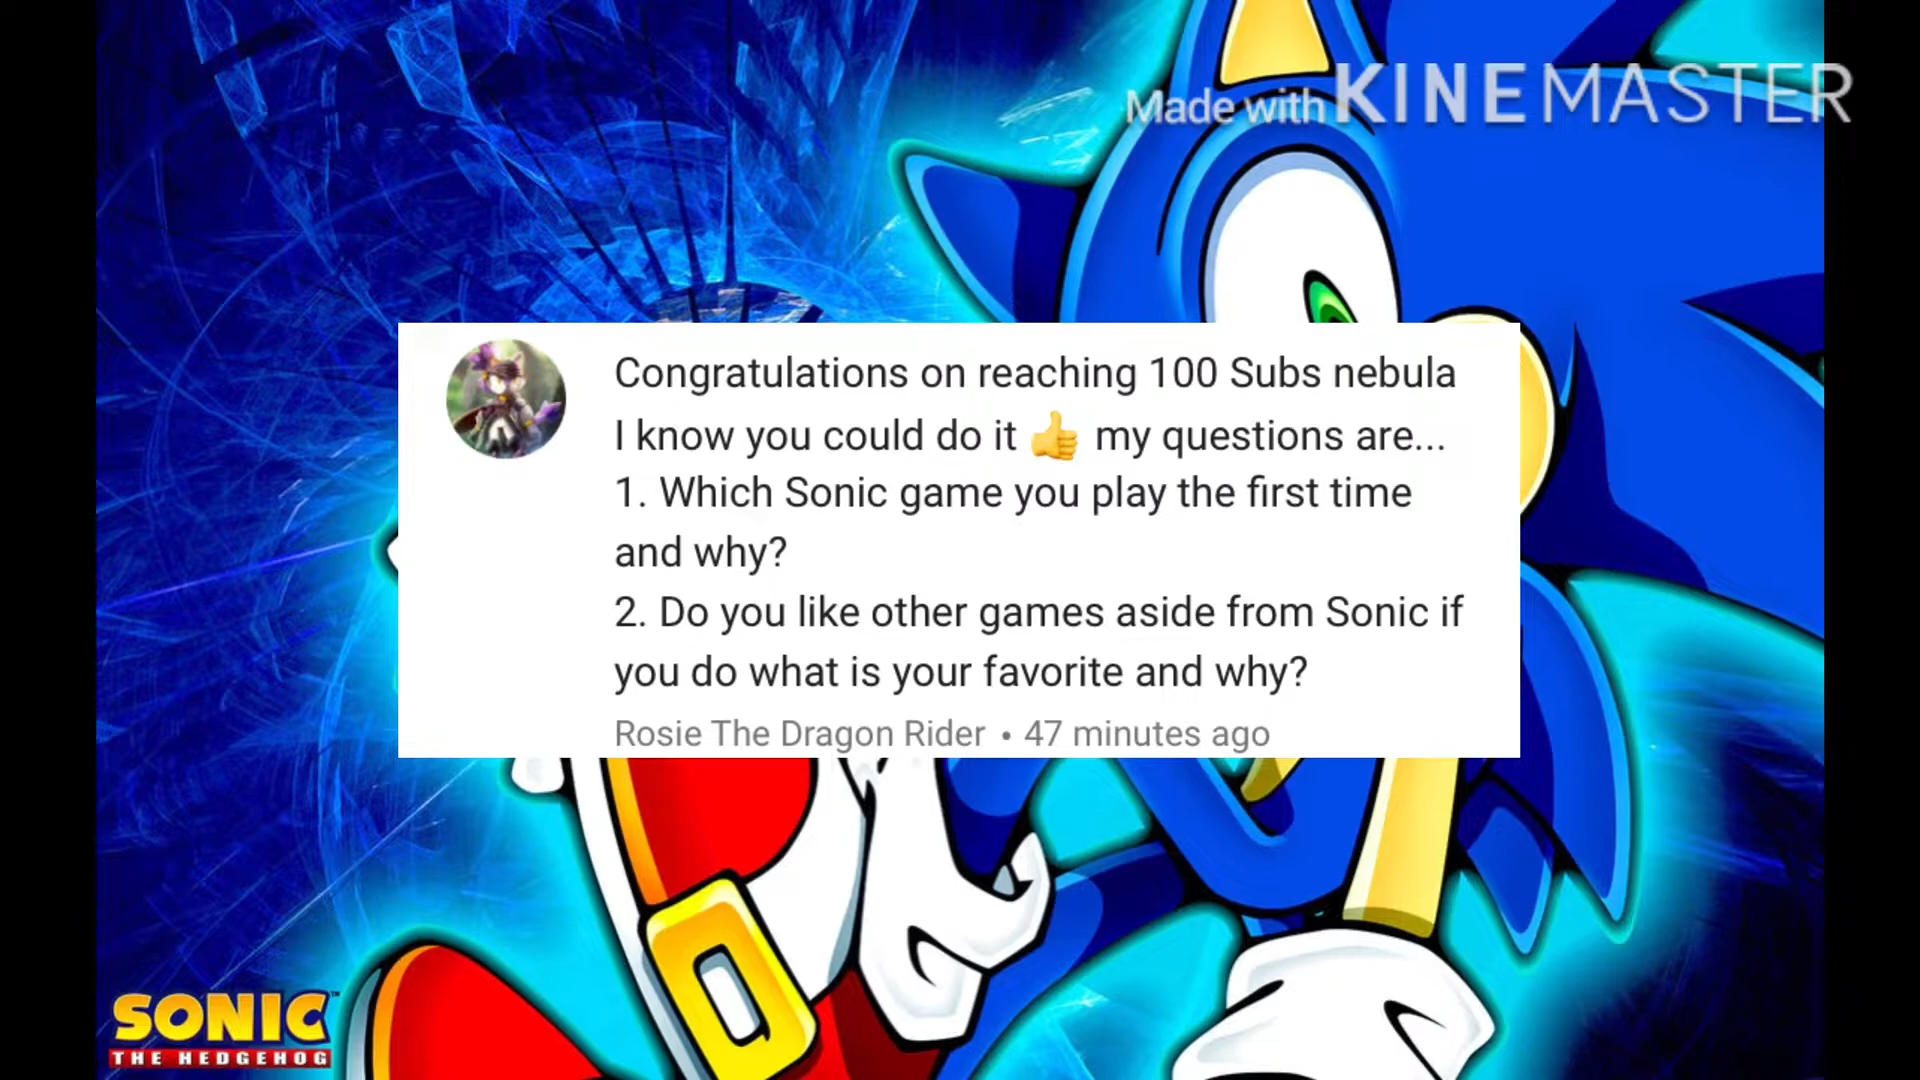 Made with KINEMASTER
Congratulations on reaching 100 Subs nebula
I know you could do it 👍 my questions are...
1. Which Sonic game you play the first time
and why?
2. Do you like other games aside from Sonic if
you do what is your favorite and why?
Rosie The Dragon Rider • 47 minutes ago
SONIC
THE HEDGEHOG